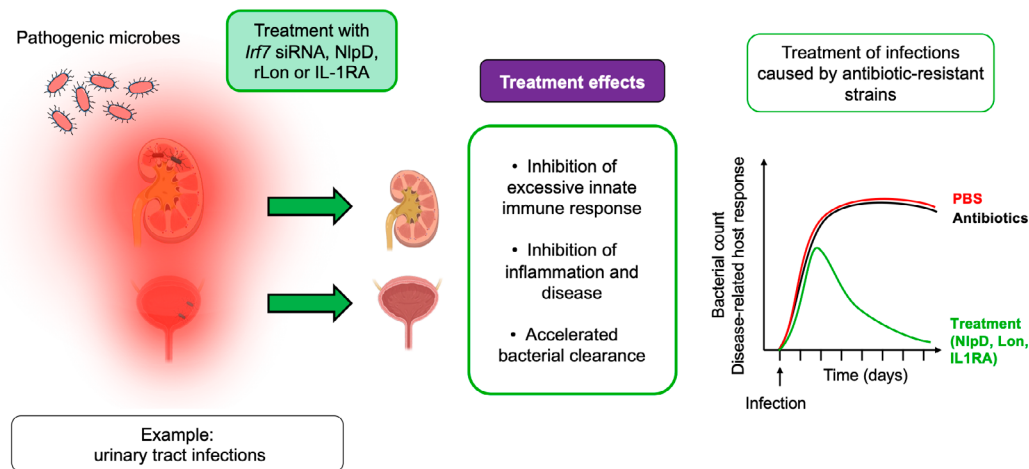 Pathogenic microbes
Treatment with
Irf7 siRNA, NlpD,
rLon or IL-1RA
Example:
urinary tract infections
Treatment effects
• Inhibition of
excessive innate
immune response
• Inhibition of
inflammation and
disease
• Accelerated
bacterial clearance
Treatment of infections
caused by antibiotic-resistant
strains
Bacterial count
Disease-related host response
PBS
Antibiotics
Treatment
(NlpD, Lon,
IL1RA)
Time (days)
Infection